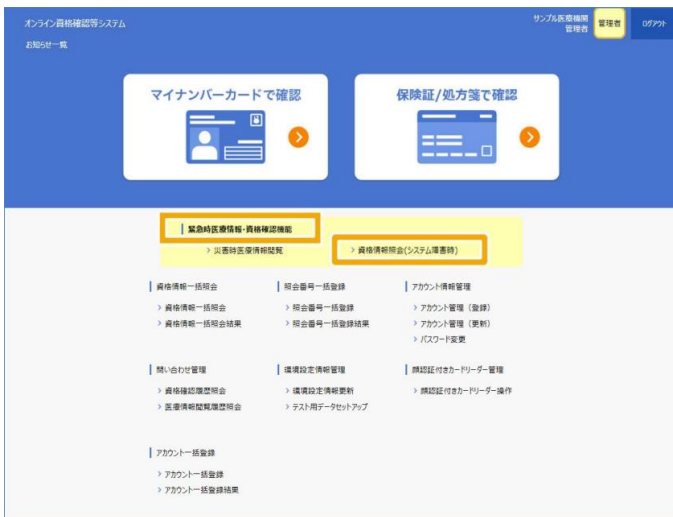 オンライン資格確認等システム
サンプル医療機関
管理者
管理者
ログアウト
お知らせ一覧
マイナンバーカードで確認
保険証/処方箋で確認
緊急時医療情報・資格確認機能
> 災害時医療情報閲覧
> 資格情報照会(システム障害時)
資格情報一括照会
> 資格情報一括照会
> 資格情報一括照会結果
照会番号一括登録
> 照会番号一括登録
> 照会番号一括登録結果
アカウント情報管理
> アカウント管理（登録）
> アカウント管理（更新）
> パスワード変更
問い合わせ管理
> 資格確認履歴照会
> 医療情報閲覧履歴照会
環境設定情報管理
> 環境設定情報更新
> テスト用データセットアップ
顔認証付きカードリーダー管理
> 顔認証付きカードリーダー操作
アカウント一括登録
> アカウント一括登録
> アカウント一括登録結果